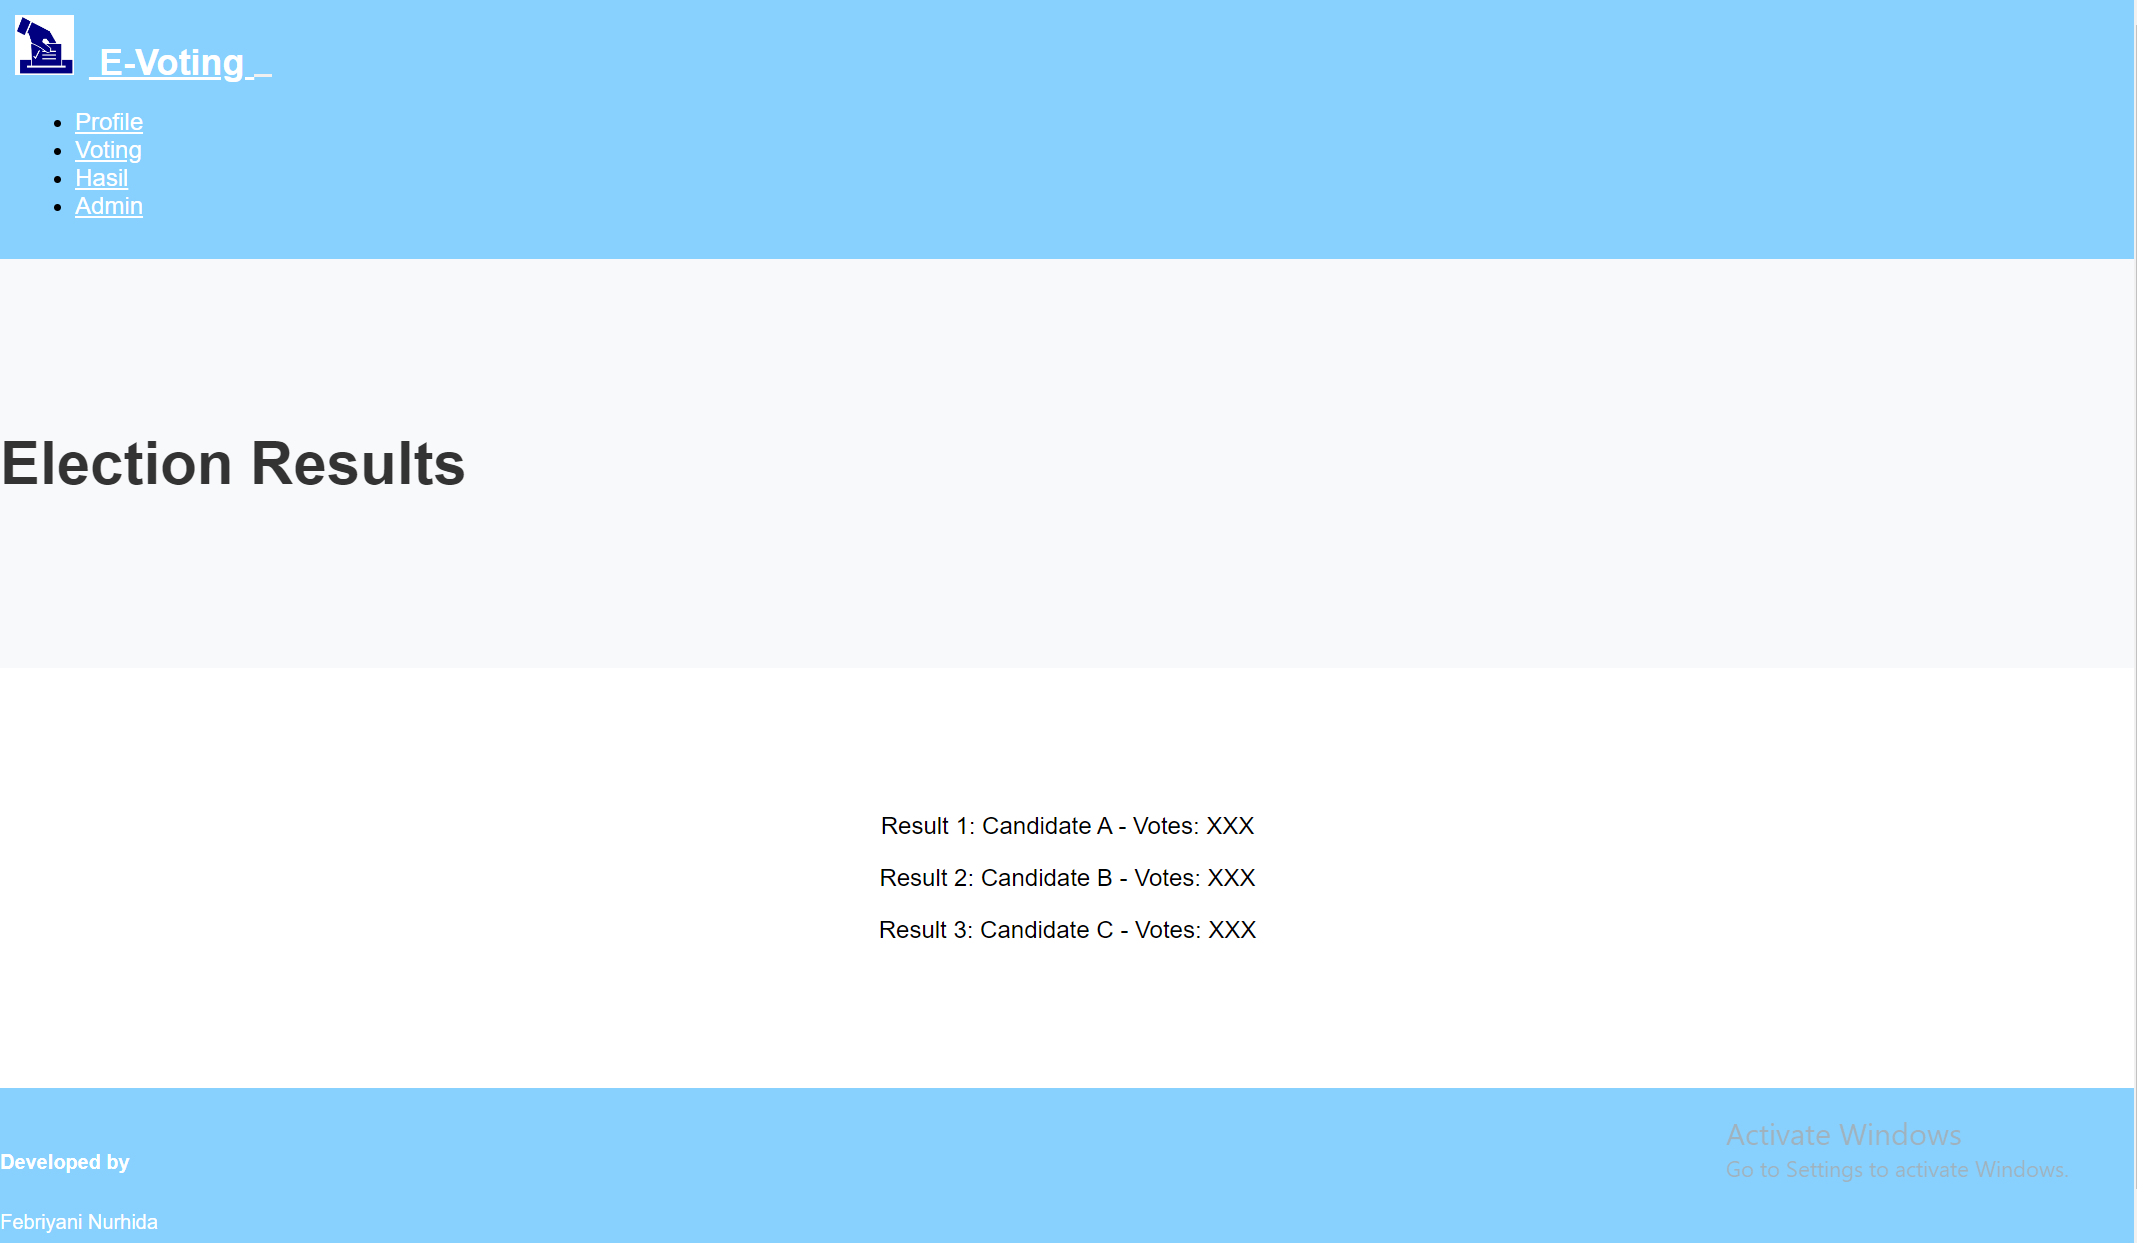 E-Voting
Profile
Voting
Hasil
Admin
Election Results
Result 1: Candidate A - Votes: XXX
Result 2: Candidate B - Votes: XXX
Result 3: Candidate C - Votes: XXX
Developed by
Febriyani Nurhida
Activate Windows
Go to Settings to activate Windows.